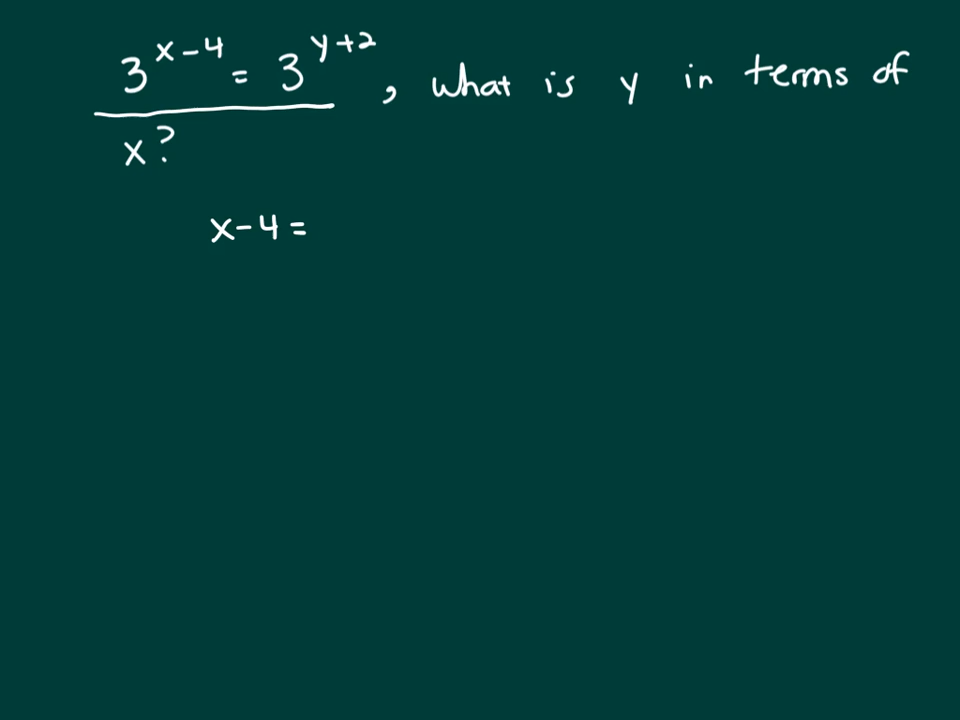 3^{x-4} = 3^{y+2}, what is y in terms of
x?
x-4=